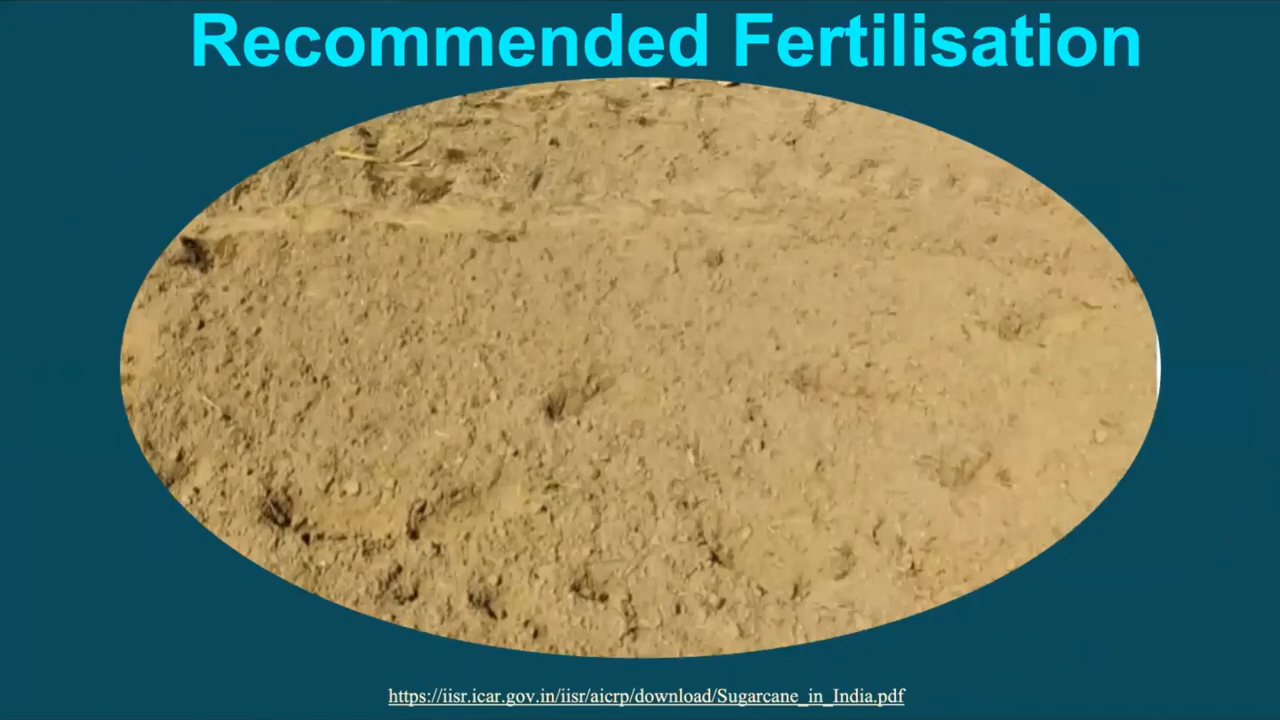 Recommended Fertilisation
https://iisr.icar.gov.in/iisr/aicrp/download/Sugarcane_in_India.pdf